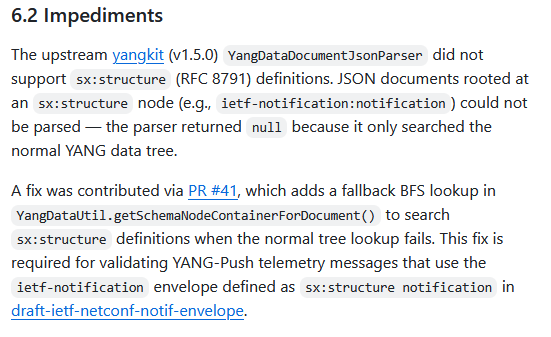 6.2 Impediments
The upstream yangkit (v1.5.0) YangDataDocumentJsonParser did not
support sx:structure (RFC 8791) definitions. JSON documents rooted at
an sx:structure node (e.g., ietf-notification:notification ) could not
be parsed — the parser returned null because it only searched the
normal YANG data tree.
A fix was contributed via PR #41, which adds a fallback BFS lookup in
YangDataUtil.getSchemaNodeContainerForDocument() to search
sx:structure definitions when the normal tree lookup fails. This fix is
required for validating YANG-Push telemetry messages that use the
ietf-notification envelope defined as sx:structure notification in
draft-ietf-netconf-notif-envelope.